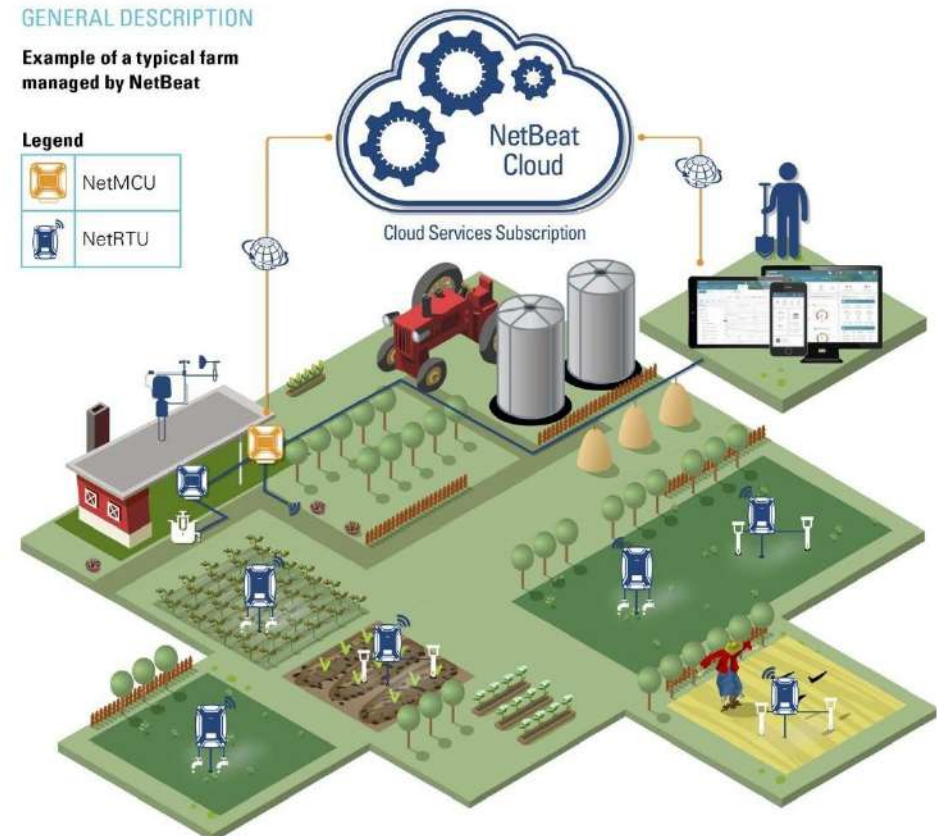 GENERAL DESCRIPTION
Example of a typical farm
managed by NetBeat
Legend
NetMCU
NetRTU
NetBeat
Cloud
Cloud Services Subscription